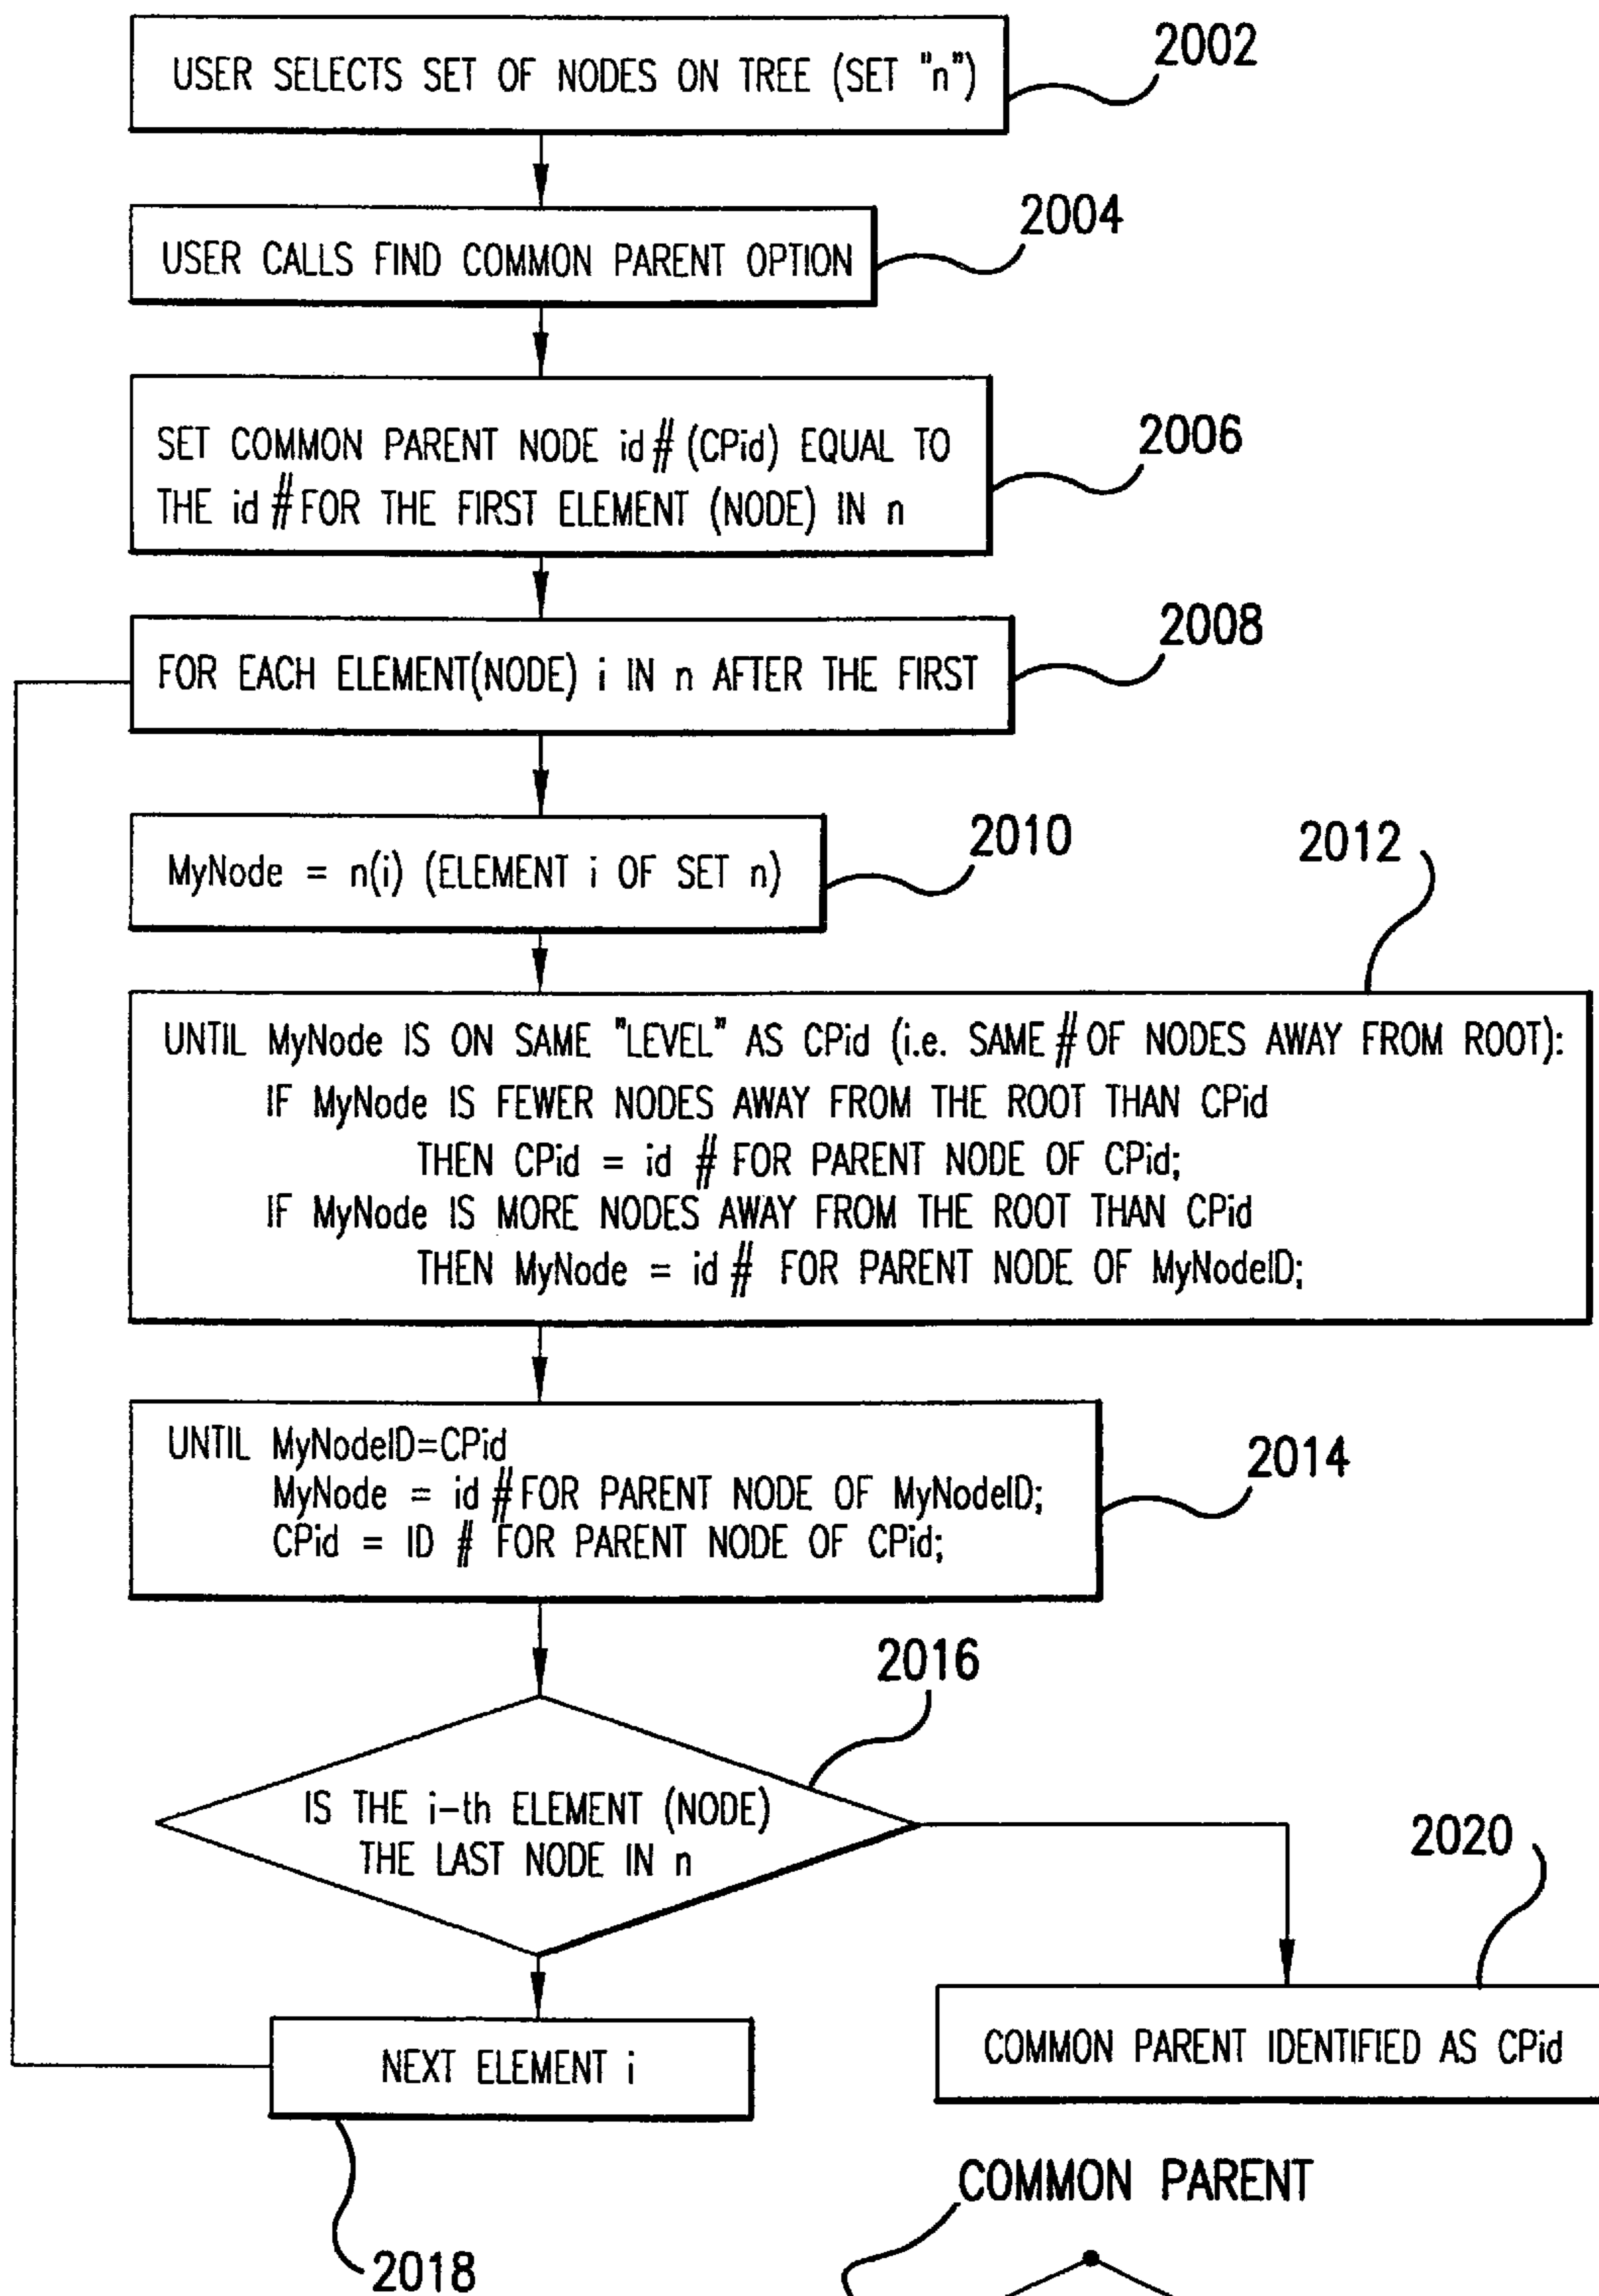 USER SELECTS SET OF NODES ON TREE (SET "n")
2002
USER CALLS FIND COMMON PARENT OPTION
2004
SET COMMON PARENT NODE id# (CPid) EQUAL TO
THE id # FOR THE FIRST ELEMENT (NODE) IN n
2006
FOR EACH ELEMENT(NODE) i IN n AFTER THE FIRST
2008
MyNode = n(i) (ELEMENT i OF SET n)
2010
2012
UNTIL MyNode IS ON SAME "LEVEL" AS CPid (i.e. SAME # OF NODES AWAY FROM ROOT):
IF MyNode IS FEWER NODES AWAY FROM THE ROOT THAN CPid
THEN CPid = id # FOR PARENT NODE OF CPid;
IF MyNode IS MORE NODES AWAY FROM THE ROOT THAN CPid
THEN MyNode = id # FOR PARENT NODE OF MyNodeID;
UNTIL MyNodeID=CPid
MyNode = id # FOR PARENT NODE OF MyNodeID;
CPid = ID # FOR PARENT NODE OF CPid;
2014
2016
IS THE i-th ELEMENT (NODE)
THE LAST NODE IN n
2020
COMMON PARENT IDENTIFIED AS CPid
NEXT ELEMENT i
2018
COMMON PARENT